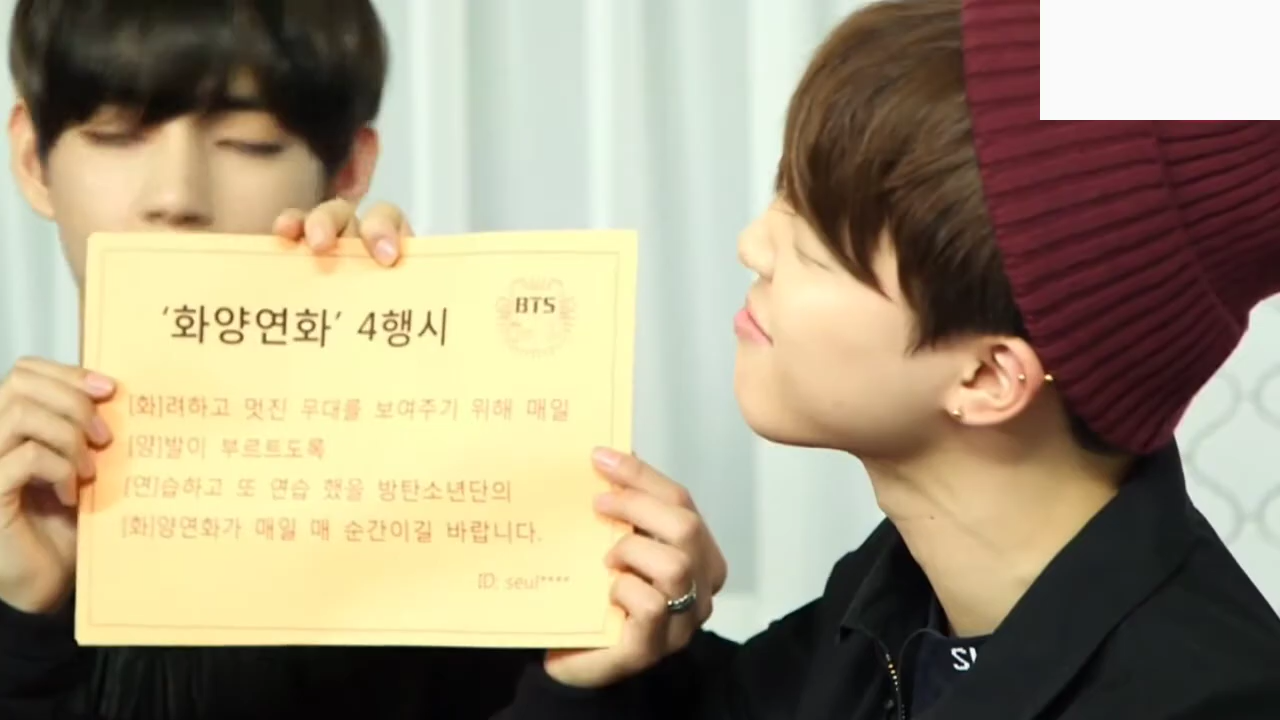 '화양연화' 4행시
BTS
[화]려하고 멋진 무대를 보여주기 위해 매일
[양]발이 부르트도록
[연]습하고 또 연습 했을 방탄소년단의
[화]양연화가 매일 매 순간이길 바랍니다.
ID: seul****